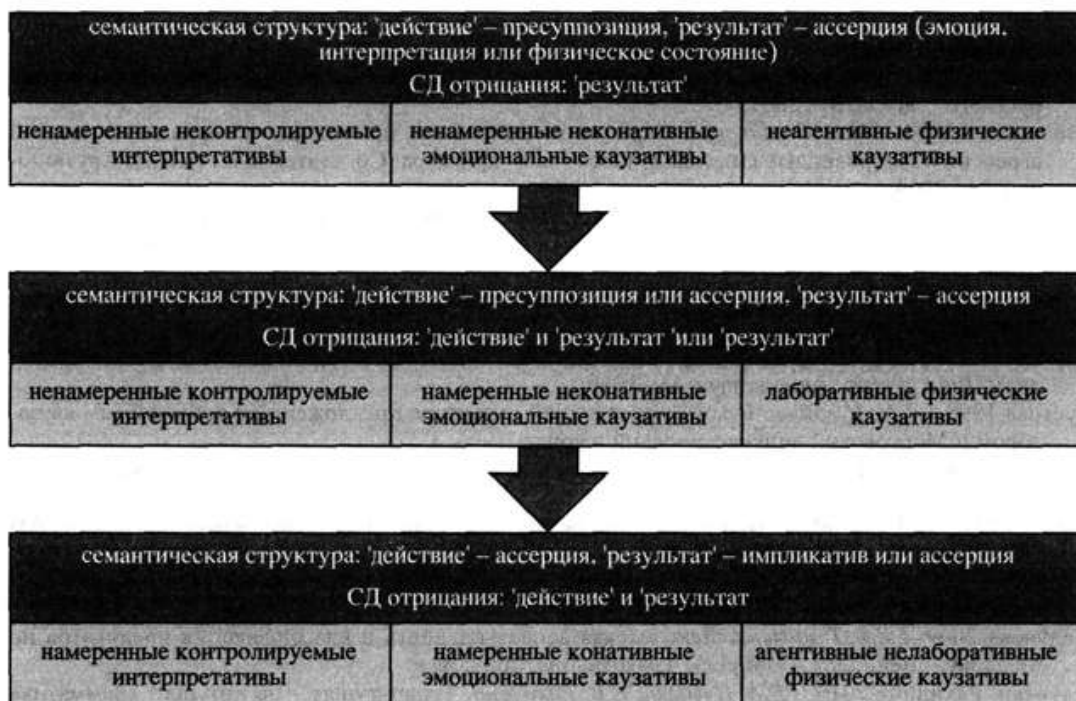 семантическая структура: 'действие' – пресуппозиция, 'результат' – ассерция (эмоция,
интерпретация или физическое состояние)
СД отрицания: 'результат'
ненамеренные неконтролируемые
интерпретативы
ненамеренные неконативные
эмоциональные каузативы
неагентивные физические
каузативы
семантическая структура: 'действие' – пресуппозиция или ассерция, 'результат' – ассерция
СД отрицания: 'действие' и 'результат 'или 'результат'
ненамеренные контролируемые
интерпретативы
намеренные неконативные
эмоциональные каузативы
лаборативные физические
каузативы
семантическая структура: 'действие' – ассерция, 'результат' – импликатив или ассерция
СД отрицания: 'действие' и 'результат
намеренные контролируемые
интерпретативы
намеренные конативные
эмоциональные каузативы
агентивные нелаборативные
физические каузативы